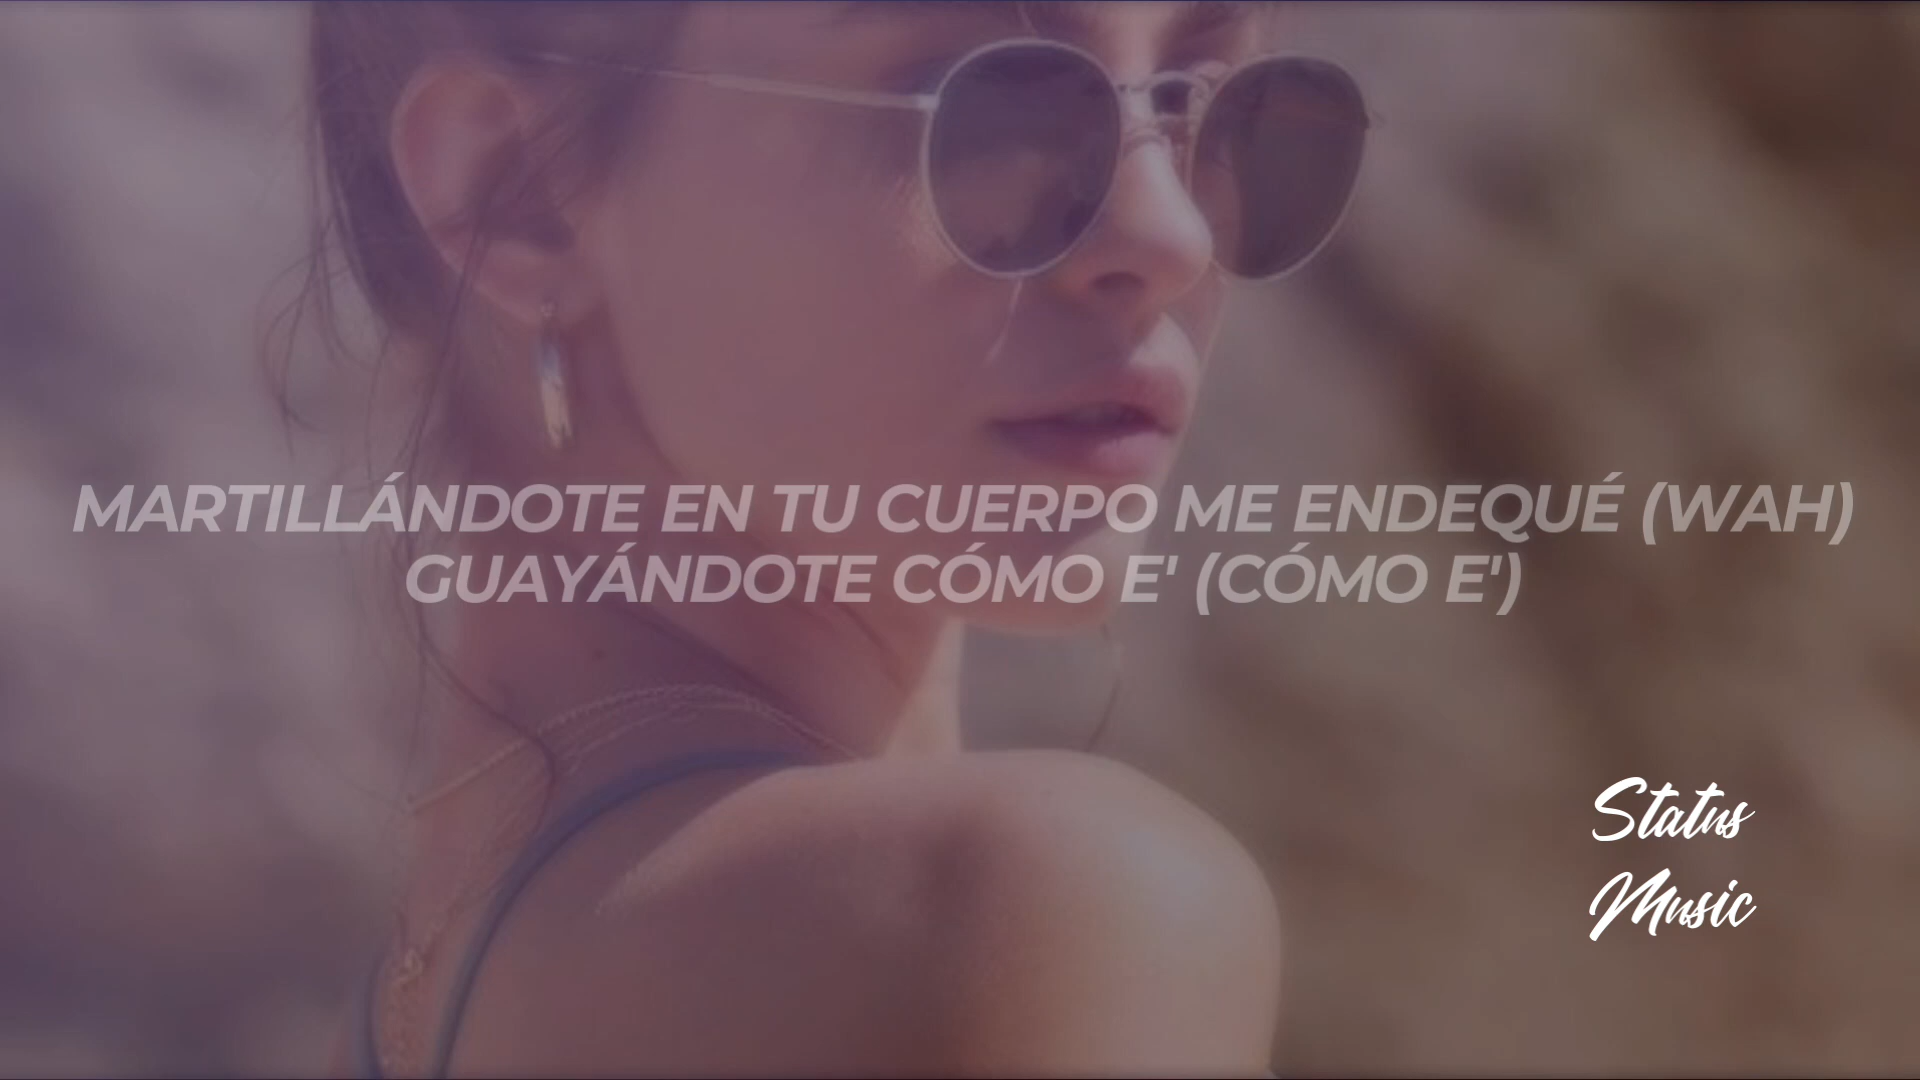 MARTILLÁNDOTE EN TU CUERPO ME ENDEQUÉ (WAH)
GUAYÁNDOTE CÓMO E' (CÓMO E')
Status
Music